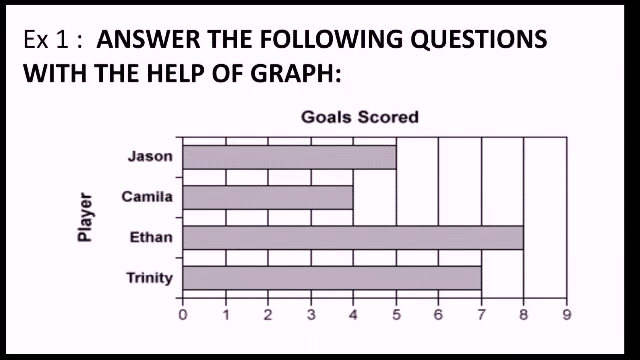 Ex 1 : ANSWER THE FOLLOWING QUESTIONS
WITH THE HELP OF GRAPH:
Goals Scored
Player
Jason
Camila
Ethan
Trinity
0 1 2 3 4 5 6 7 8 9